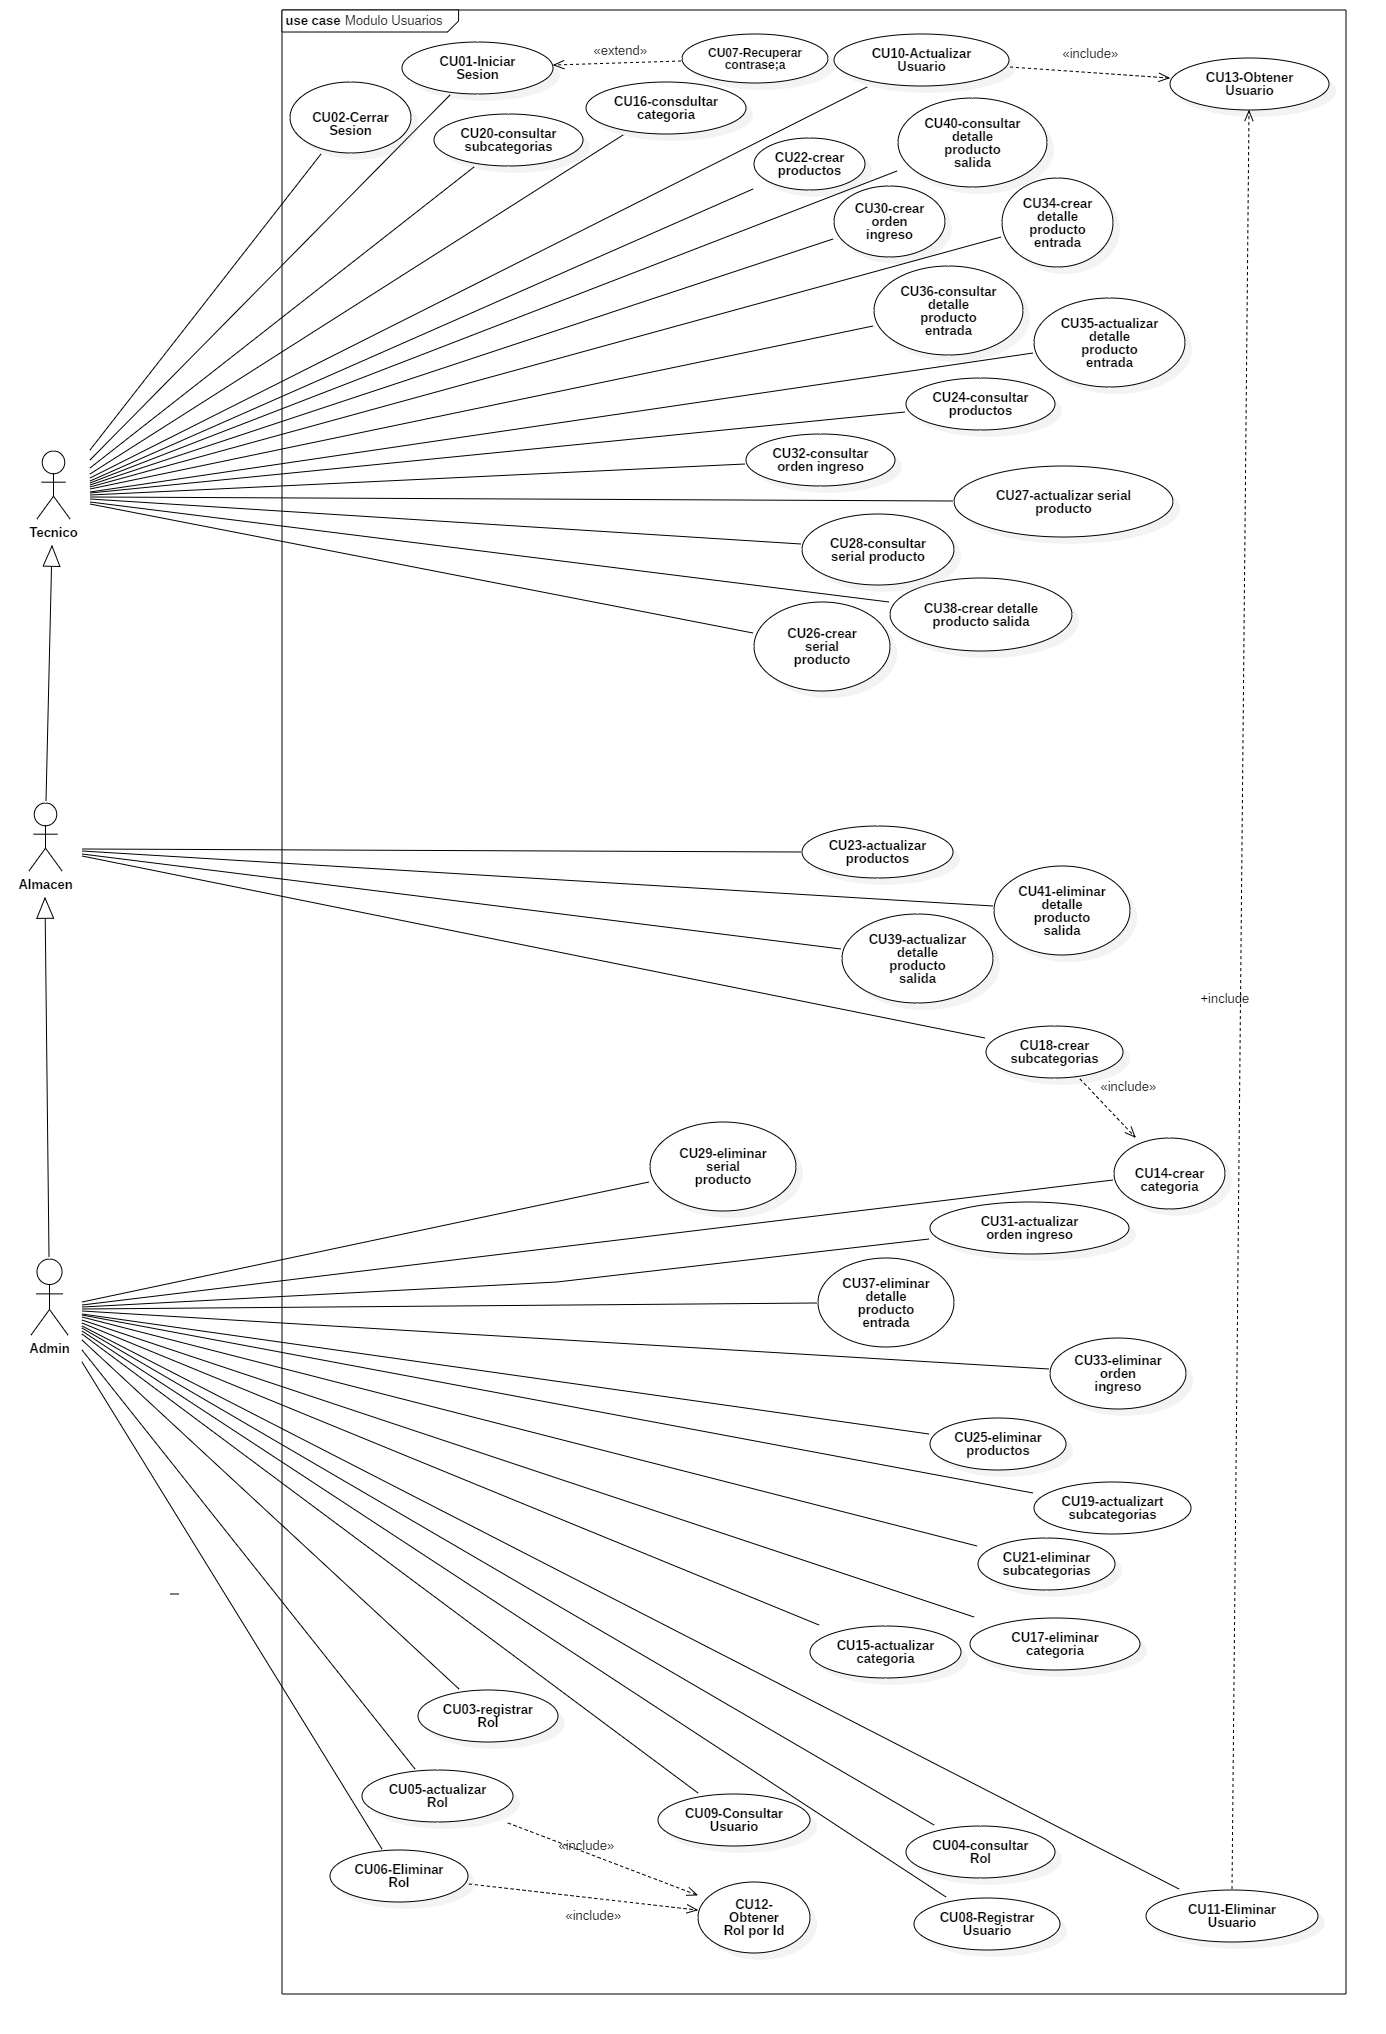 use case Modulo Usuarios
CU01-Iniciar
Sesion
«extend»
CU07-Recuperar
contrase;a
CU10-Actualizar
Usuario
«include»
CU13-Obtener
Usuario
CU02-Cerrar
Sesion
CU20-consultar
subcategorias
CU16-consdultar
categoria
CU40-consultar
detalle
producto
salida
CU22-crear
productos
CU30-crear
orden
ingreso
CU34-crear
detalle
producto
entrada
CU36-consultar
detalle
producto
entrada
CU35-actualizar
detalle
producto
entrada
CU24-consultar
productos
CU32-consultar
orden ingreso
CU27-actualizar serial
producto
Tecnico
CU28-consultar
serial producto
CU38-crear detalle
producto salida
CU26-crear
serial
producto
Almacen
CU23-actualizar
productos
CU41-eliminar
detalle
producto
salida
CU39-actualizar
detalle
producto
salida
+include
CU18-crear
subcategorias
«include»
CU29-eliminar
serial
producto
CU14-crear
categoria
CU31-actualizar
orden ingreso
CU37-eliminar
detalle
producto
entrada
Admin
CU33-eliminar
orden
ingreso
CU25-eliminar
productos
CU19-actualizart
subcategorias
CU21-eliminar
subcategorias
CU15-actualizar
categoria
CU17-eliminar
categoria
CU03-registrar
Rol
CU05-actualizar
Rol
CU09-Consultar
Usuario
«include»
CU04-consultar
Rol
CU06-Eliminar
Rol
«include»
CU12-
Obtener
Rol por Id
CU08-Registrar
Usuario
CU11-Eliminar
Usuario